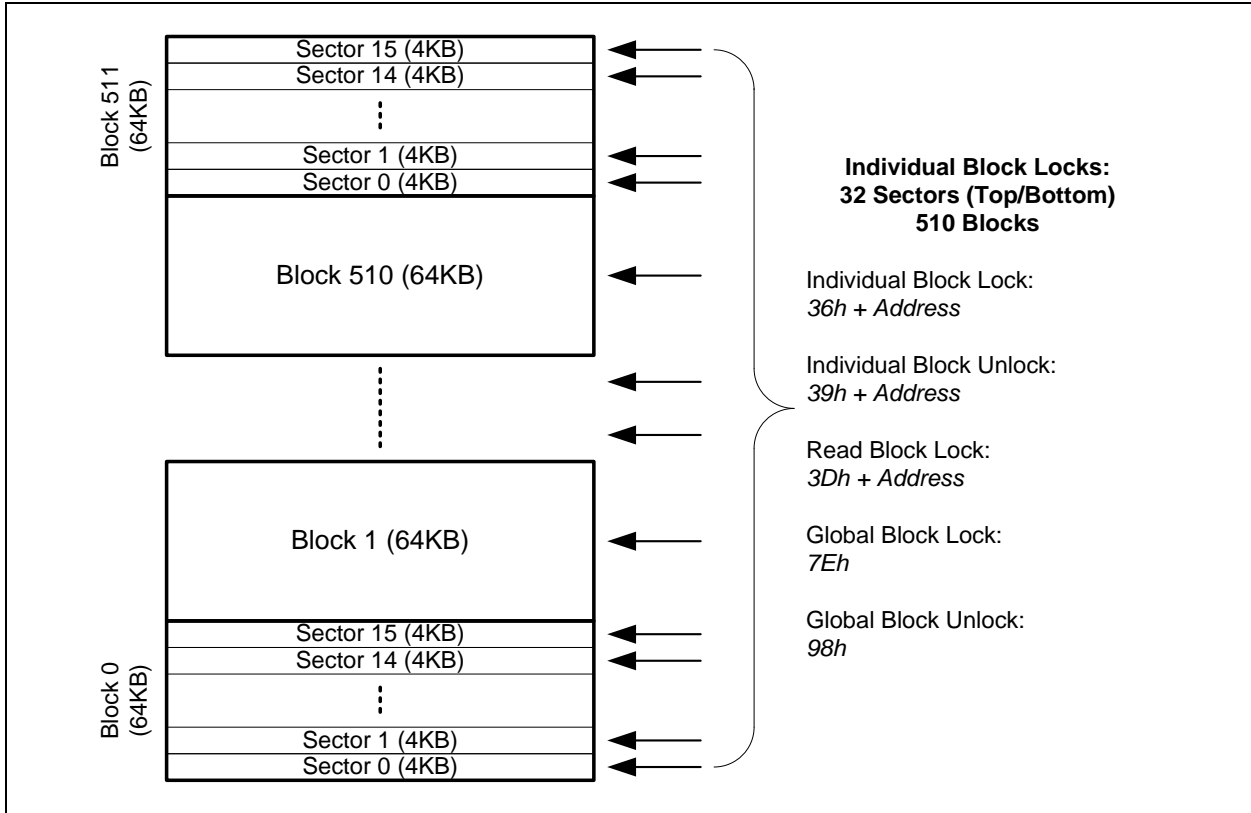 Block 511
(64KB)
Sector 15 (4KB)
Sector 14 (4KB)
Sector 1 (4KB)
Sector 0 (4KB)
Block 510 (64KB)
Block 1 (64KB)
Block 0
(64KB)
Sector 15 (4KB)
Sector 14 (4KB)
Sector 1 (4KB)
Sector 0 (4KB)
Individual Block Locks:
32 Sectors (Top/Bottom)
510 Blocks
Individual Block Lock:
36h + Address
Individual Block Unlock:
39h + Address
Read Block Lock:
3Dh + Address
Global Block Lock:
7Eh
Global Block Unlock:
98h